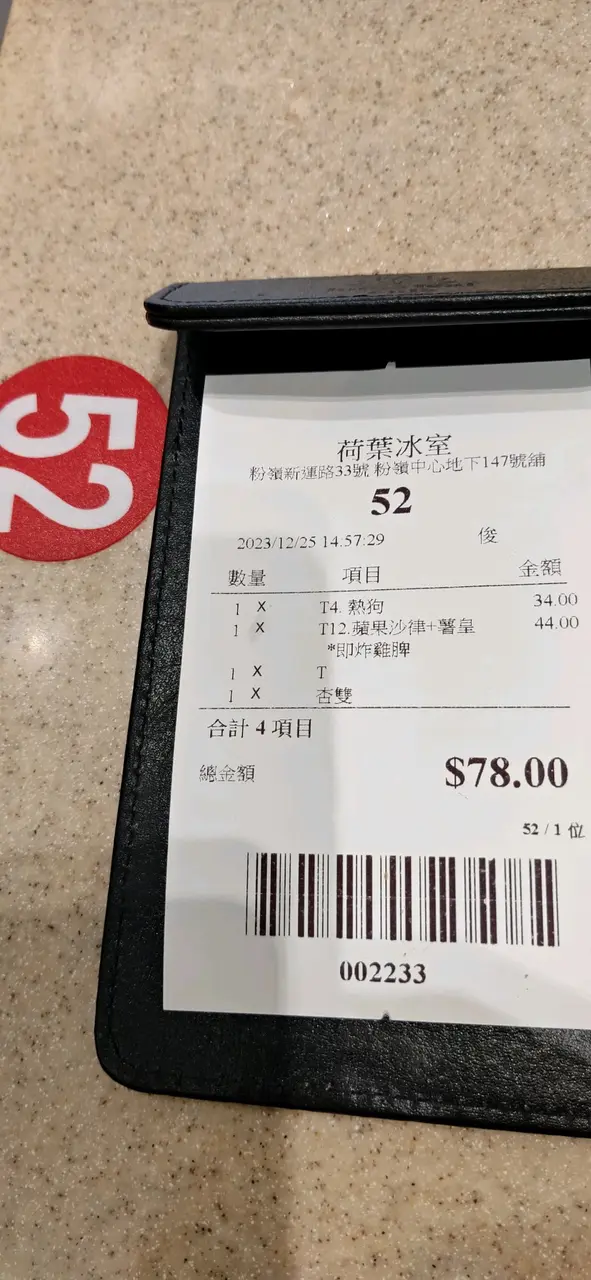 52
荷葉冰室
粉嶺新運路33號 粉嶺中心地下147號舖
52
2023/12/25 14:57:29 俊
數量 項目 金額
1 X T4. 熱狗 34.00
1 X T12.蘋果沙律+薯皇 44.00
*即炸雞脾
1 X T
1 X 杏雙
合計 4 項目
總金額 $78.00
52 / 1 位
002233